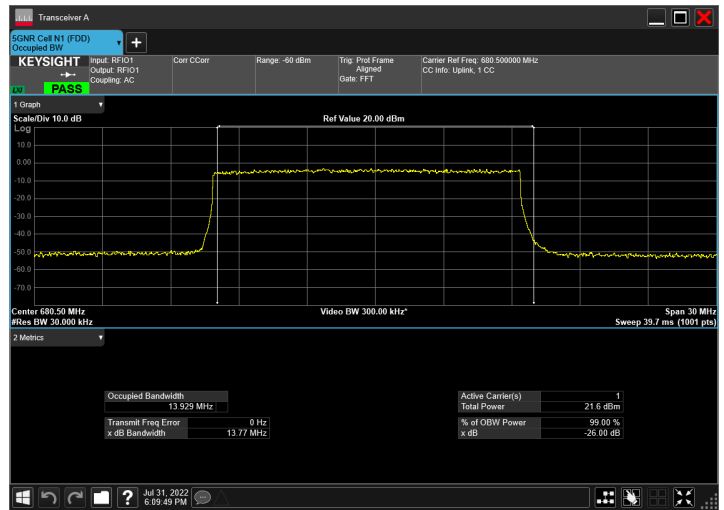 Transceiver A
5GNR Cell N1 (FDD)
Occupied BW
KEYSIGHT
Input: RFIO1
Output: RFIO1
Coupling: AC
Corr CCorr
Range: -60 dBm
Trig: Prot Frame
Aligned
Gate: FFT
Carrier Ref Freq: 680.500000 MHz
CC Info: Uplink, 1 CC
LXI
PASS
1 Graph
Scale/Div 10.0 dB
Ref Value 20.00 dBm
Log
10.0
0.00
-10.0
-20.0
-30.0
-40.0
-50.0
-60.0
-70.0
Center 680.50 MHz
Video BW 300.00 kHz*
Span 30 MHz
#Res BW 30.000 kHz
Sweep 39.7 ms (1001 pts)
2 Metrics
Occupied Bandwidth
13.929 MHz
Transmit Freq Error 0 Hz
x dB Bandwidth 13.77 MHz
Active Carrier(s) 1
Total Power 21.6 dBm
% of OBW Power 99.00 %
x dB -26.00 dB
Jul 31, 2022
6:09:49 PM